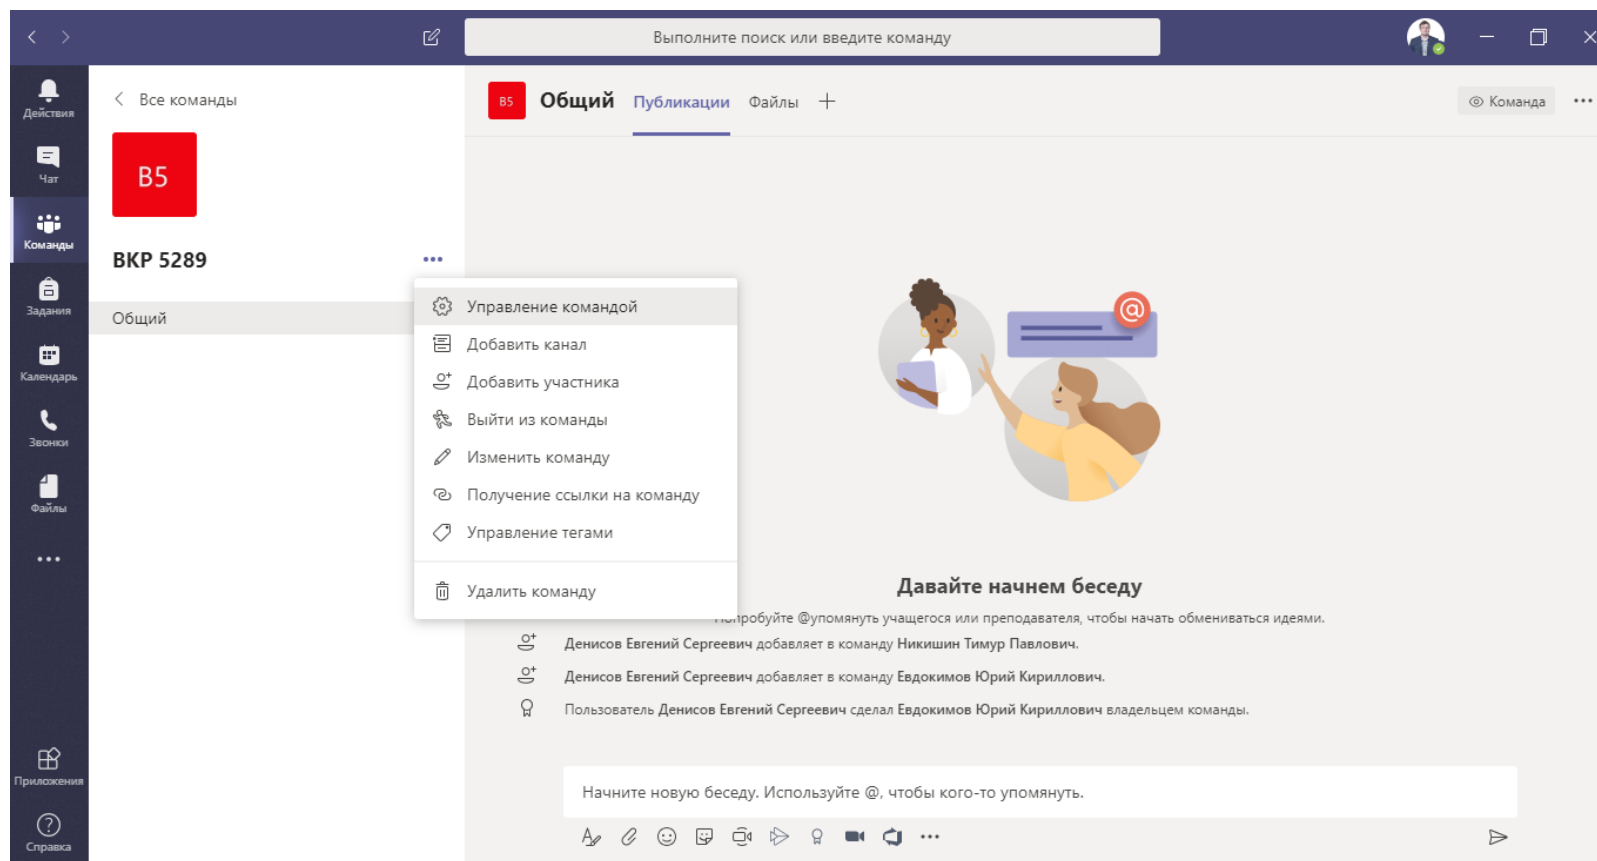 Выполните поиск или введите команду
Действия
Чат
Команды
Задания
Календарь
Звонки
Файлы
Приложения
Справка
Все команды
B5
ВКР 5289
Общий
Управление командой
Добавить канал
Добавить участника
Выйти из команды
Изменить команду
Получение ссылки на команду
Управление тегами
Удалить команду
B5 Общий Публикации Файлы
Команда
@
Давайте начнем беседу
@упомянуть учащегося или преподавателя, чтобы начать обмениваться идеями.
Денисов Евгений Сергеевич добавляет в команду Никишин Тимур Павлович.
Денисов Евгений Сергеевич добавляет в команду Евдокимов Юрий Кириллович.
Пользователь Денисов Евгений Сергеевич сделал Евдокимов Юрий Кириллович владельцем команды.
Начните новую беседу. Используйте @, чтобы кого-то упомянуть.